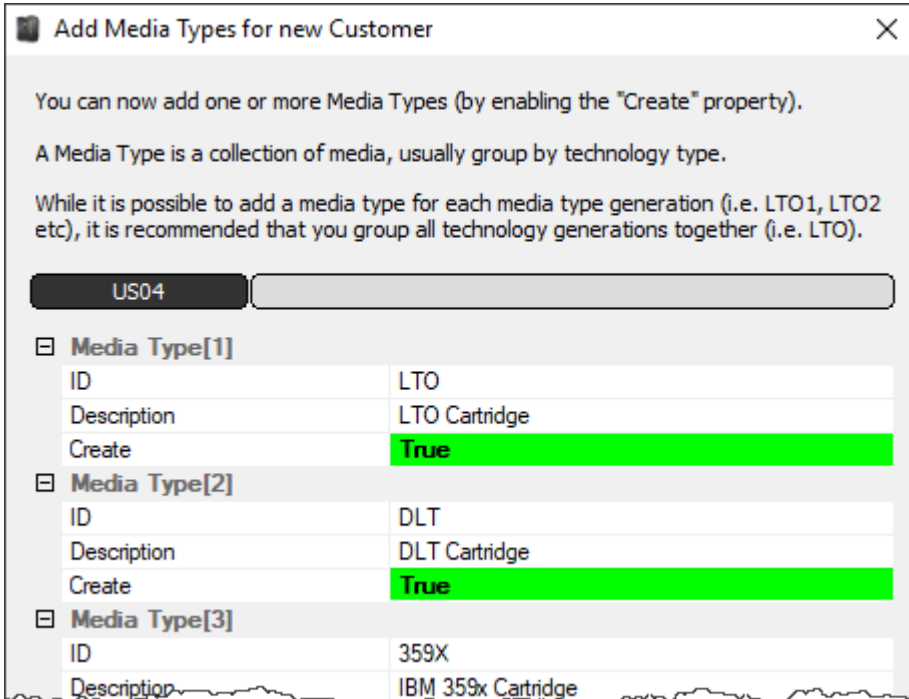 Add Media Types for new Customer
You can now add one or more Media Types (by enabling the "Create" property).
A Media Type is a collection of media, usually group by technology type.
While it is possible to add a media type for each media type generation (i.e. LTO1, LTO2
etc), it is recommended that you group all technology generations together (i.e. LTO).
US04
Media Type[1]
ID LTO
Description LTO Cartridge
Create True
Media Type[2]
ID DLT
Description DLT Cartridge
Create True
Media Type[3]
ID 359X
Description IBM 359x Cartridge